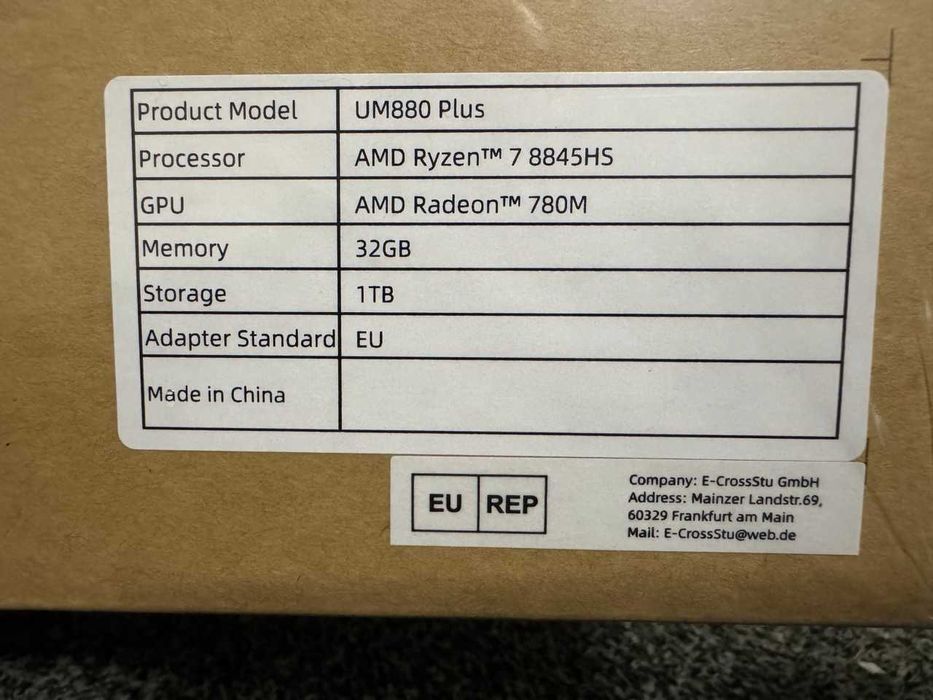 Product Model UM880 Plus
Processor AMD Ryzen™ 7 8845HS
GPU AMD Radeon™ 780M
Memory 32GB
Storage 1TB
Adapter Standard EU
Made in China
EU REP
Company: E-CrossStu GmbH
Address: Mainzer Landstr.69,
60329 Frankfurt am Main
Mail: E-CrossStu@web.de